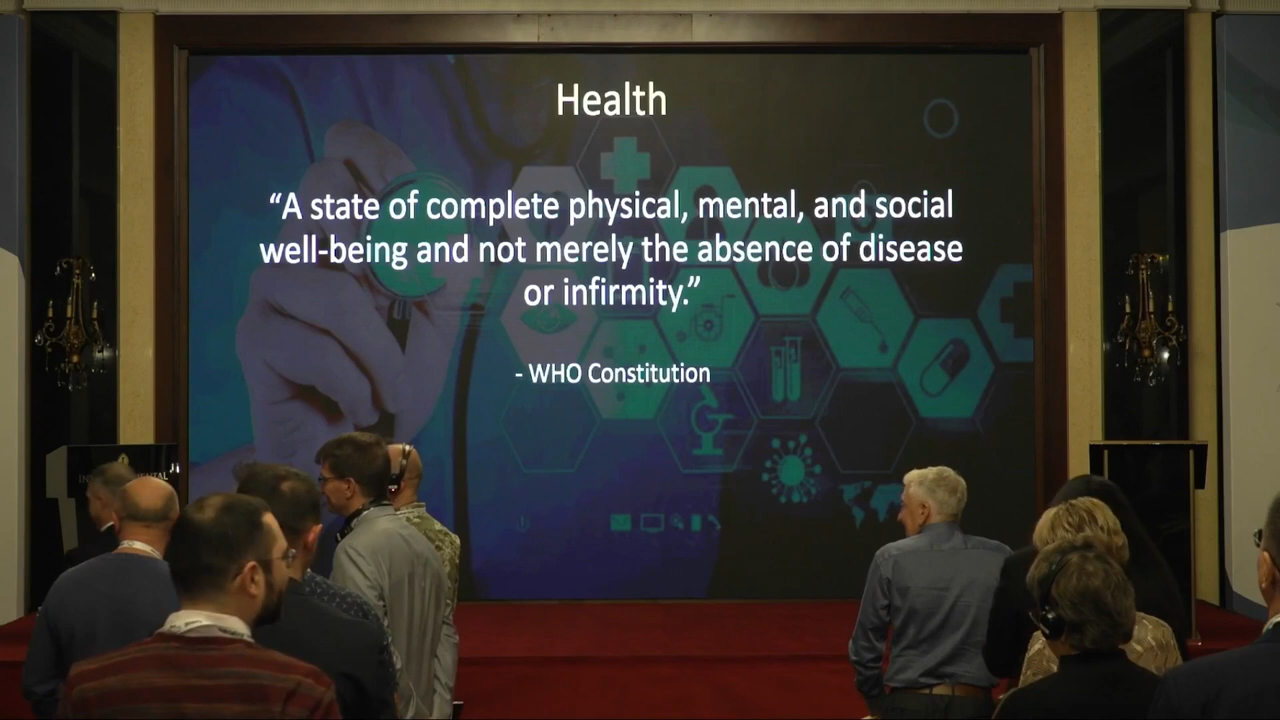 Health
“A state of complete physical, mental, and social
well-being and not merely the absence of disease
or infirmity.”
- WHO Constitution